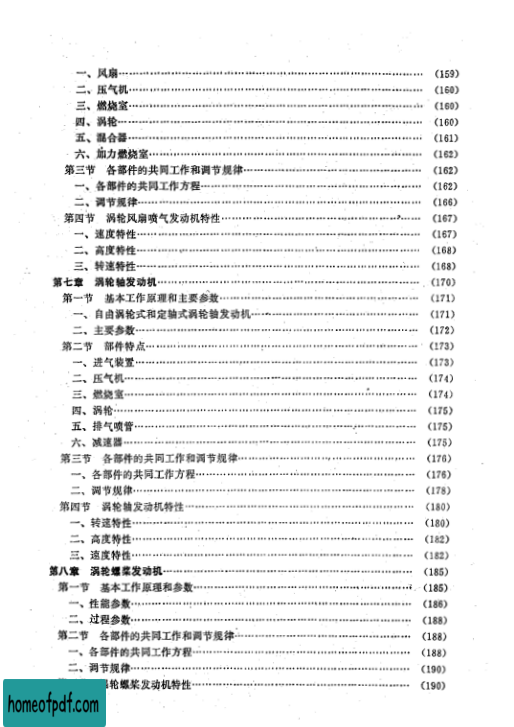 一、风扇……（159）
二、压气机……（160）
三、燃烧室……（160）
四、涡轮……（160）
五、混合器……（161）
六、加力燃烧室……（162）
第三节 各部件的共同工作和调节规律……（162）
一、各部件的共同工作方程……（162）
二、调节规律……（166）
第四节 涡轮风扇喷气发动机特性……（167）
一、速度特性……（167）
二、高度特性……（168）
三、转速特性……（168）
第七章 涡轮轴发动机……（170）
第一节 基本工作原理和主要参数……（171）
一、自由涡轮式和定轴式涡轮轴发动机……（171）
二、主要参数……（172）
第二节 部件特点……（173）
一、进气装置……（173）
二、压气机……（174）
三、燃烧室……（174）
四、涡轮……（175）
五、排气喷管……（175）
六、减速器……（175）
第三节 各部件的共同工作和调节规律……（176）
一、各部件的共同工作方程……（176）
二、调节规律……（178）
第四节 涡轮轴发动机特性……（180）
一、转速特性……（180）
二、高度特性……（182）
三、速度特性……（182）
第八章 涡轮螺桨发动机……（185）
第一节 基本工作原理和参数……（185）
一、性能参数……（186）
二、过程参数……（188）
第二节 各部件的共同工作和调节规律……（188）
一、各部件的共同工作方程……（188）
二、调节规律……（190）
轮螺桨发动机特性……（190）
homeofpdf.com